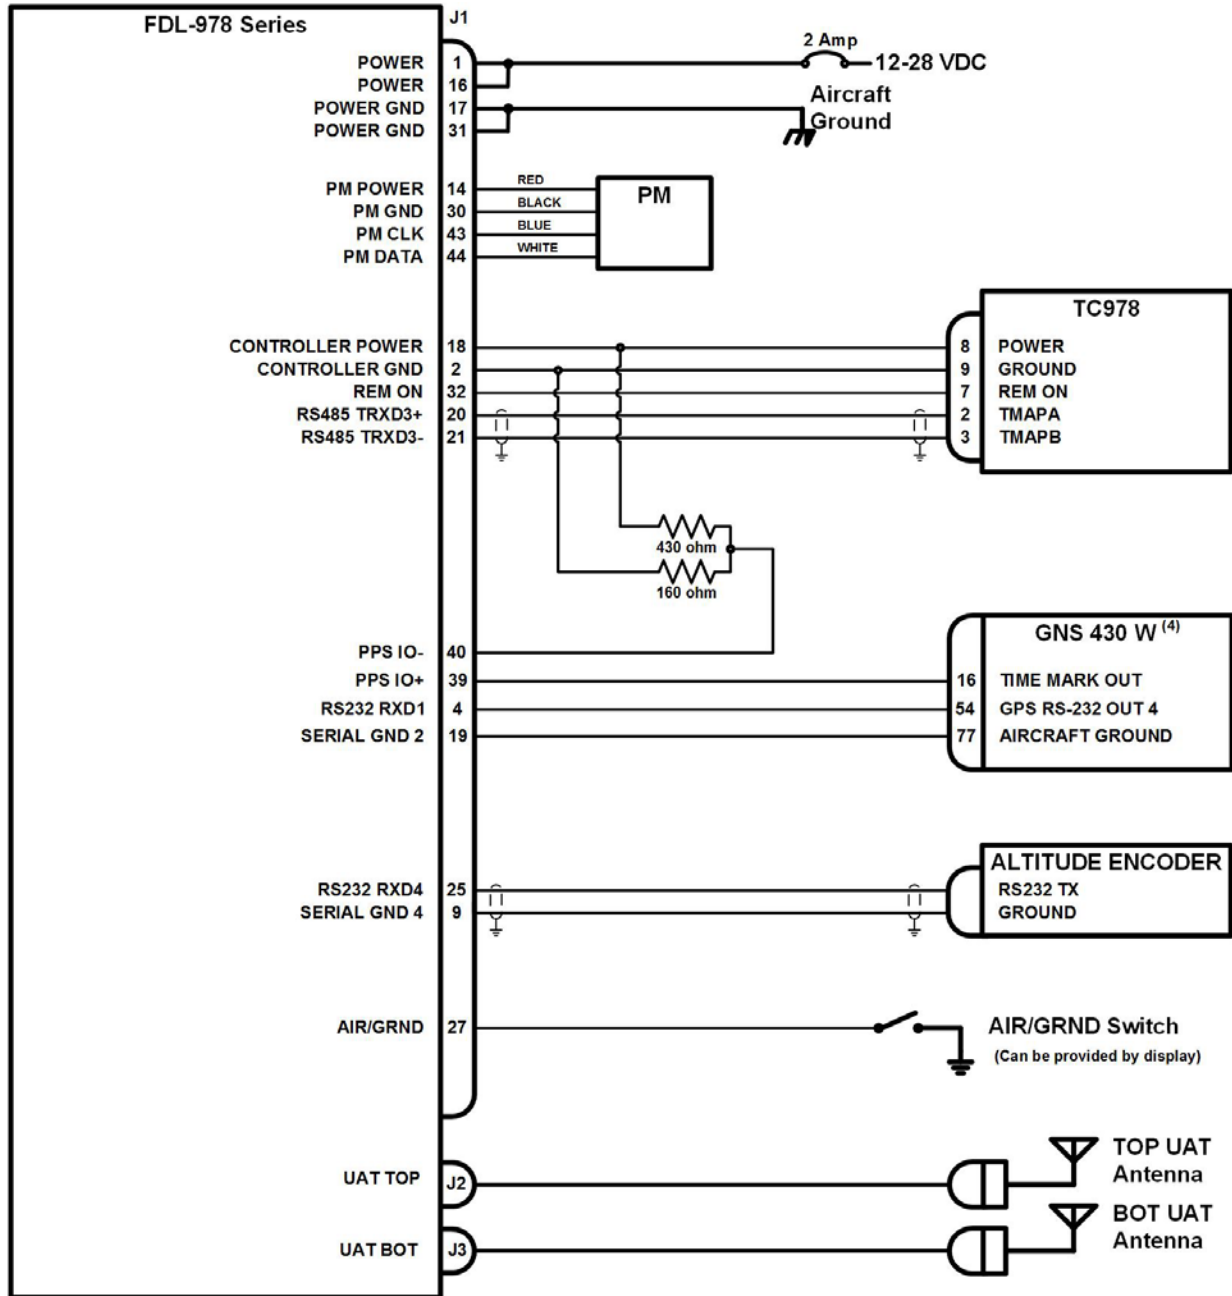 FDL-978 Series
J1
POWER 1
2 Amp
12-28 VDC
POWER 16
POWER GND 17
Aircraft
Ground
POWER GND 31
PM POWER 14 RED
PM
PM GND 30 BLACK
PM CLK 43 BLUE
PM DATA 44 WHITE
TC978
CONTROLLER POWER 18 8 POWER
CONTROLLER GND 2 9 GROUND
REM ON 32 7 REM ON
RS485 TRXD3+ 20 2 TMAPA
RS485 TRXD3- 21 3 TMAPB
430 ohm
160 ohm
GNS 430 W (4)
PPS IO- 40
PPS IO+ 39 16 TIME MARK OUT
RS232 RXD1 4 54 GPS RS-232 OUT 4
SERIAL GND 2 19 77 AIRCRAFT GROUND
ALTITUDE ENCODER
RS232 RXD4 25 RS232 TX
SERIAL GND 4 9 GROUND
AIR/GRND 27 AIR/GRND Switch
(Can be provided by display)
UAT TOP J2
TOP UAT
Antenna
UAT BOT J3
BOT UAT
Antenna